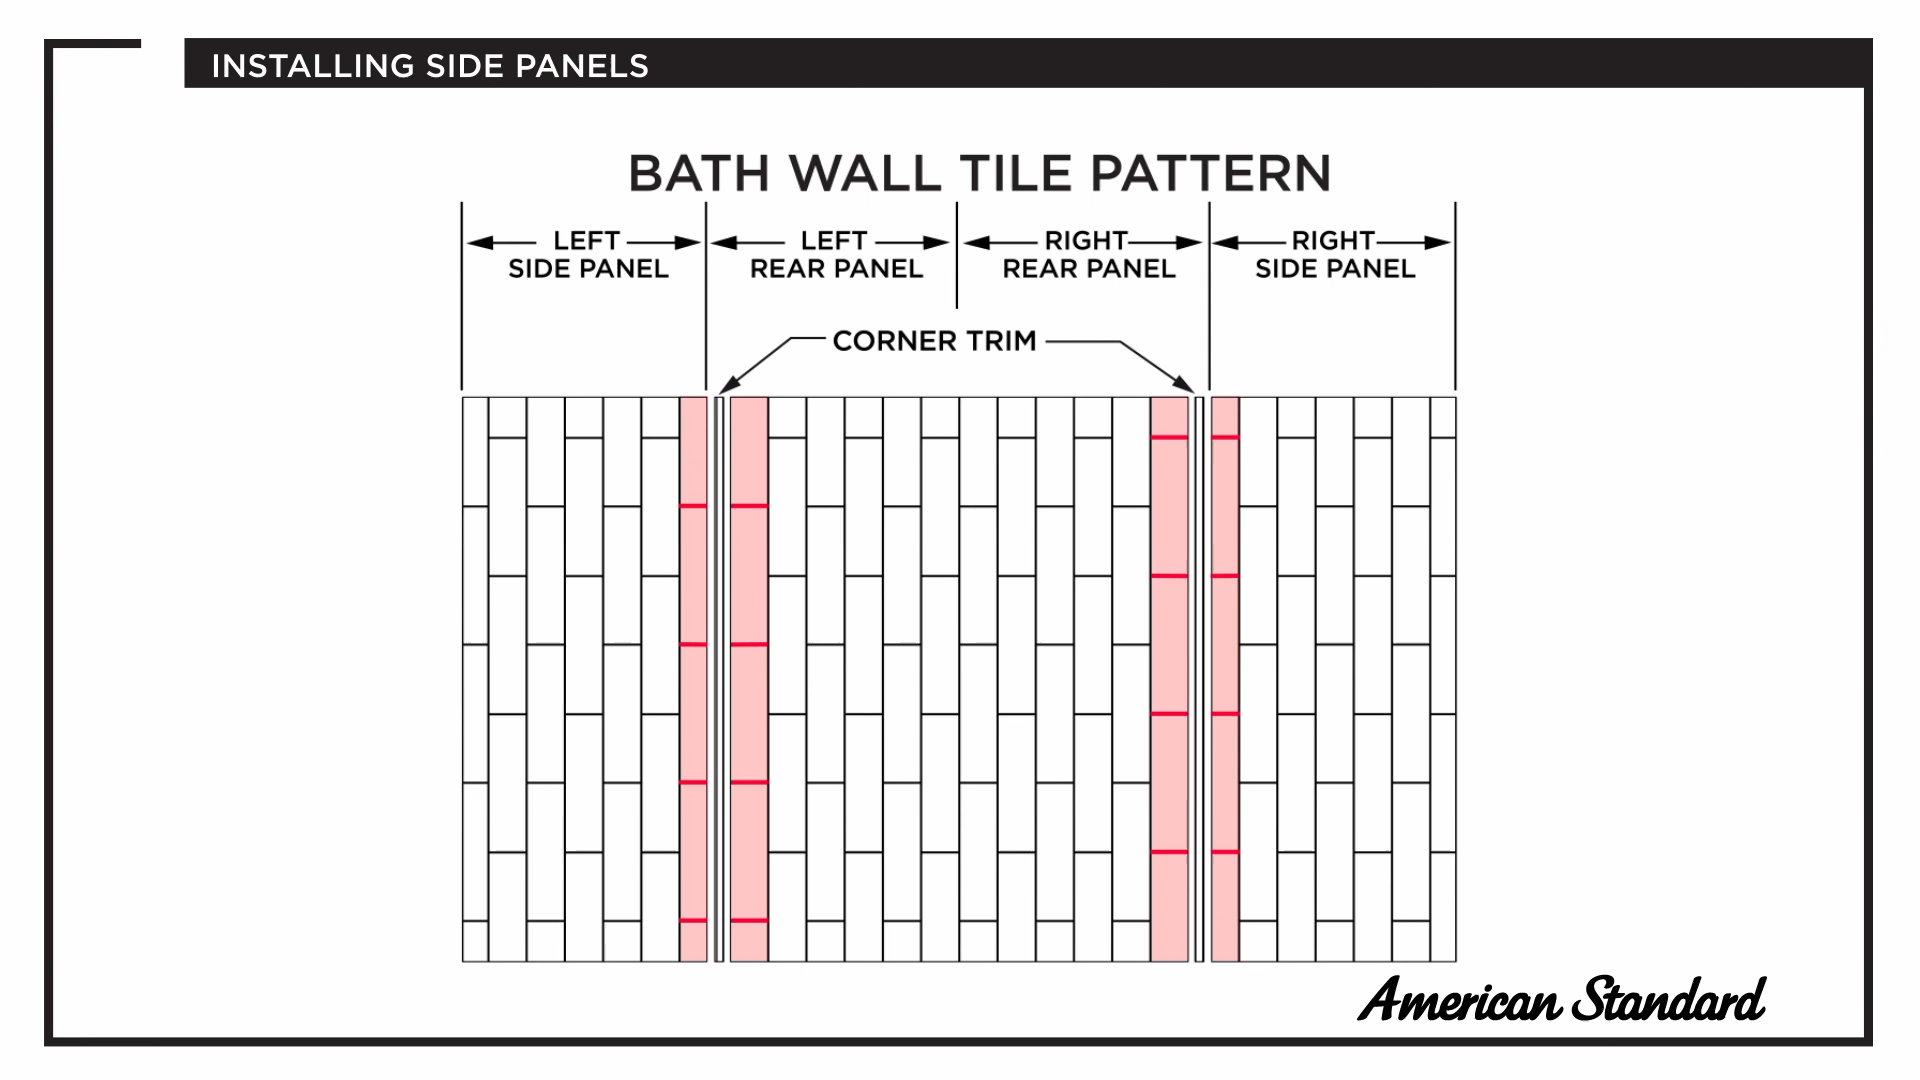 INSTALLING SIDE PANELS
BATH WALL TILE PATTERN
LEFT
SIDE PANEL
LEFT
REAR PANEL
RIGHT
REAR PANEL
RIGHT
SIDE PANEL
CORNER TRIM
American Standard